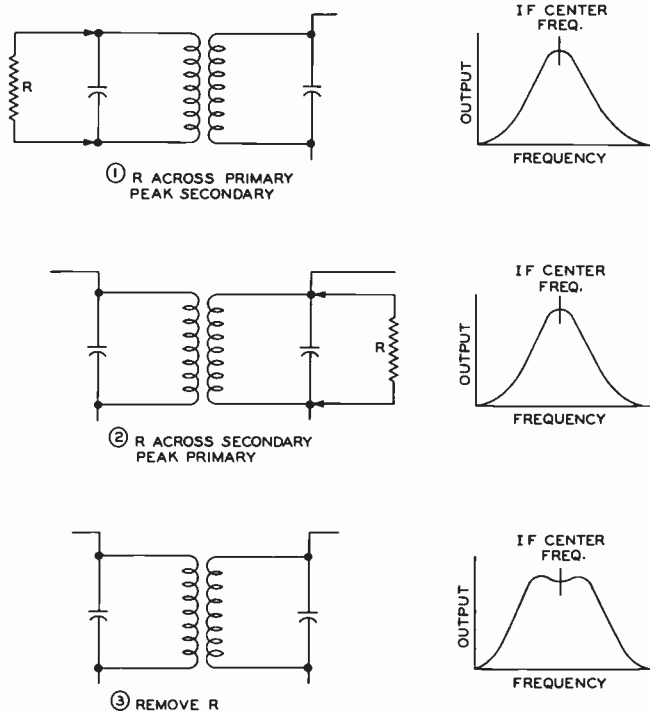 IF CENTER
FREQ.
R
OUTPUT
FREQUENCY
① R ACROSS PRIMARY
PEAK SECONDARY
IF CENTER
FREQ.
R
OUTPUT
FREQUENCY
② R ACROSS SECONDARY
PEAK PRIMARY
IF CENTER
FREQ.
OUTPUT
FREQUENCY
③ REMOVE R